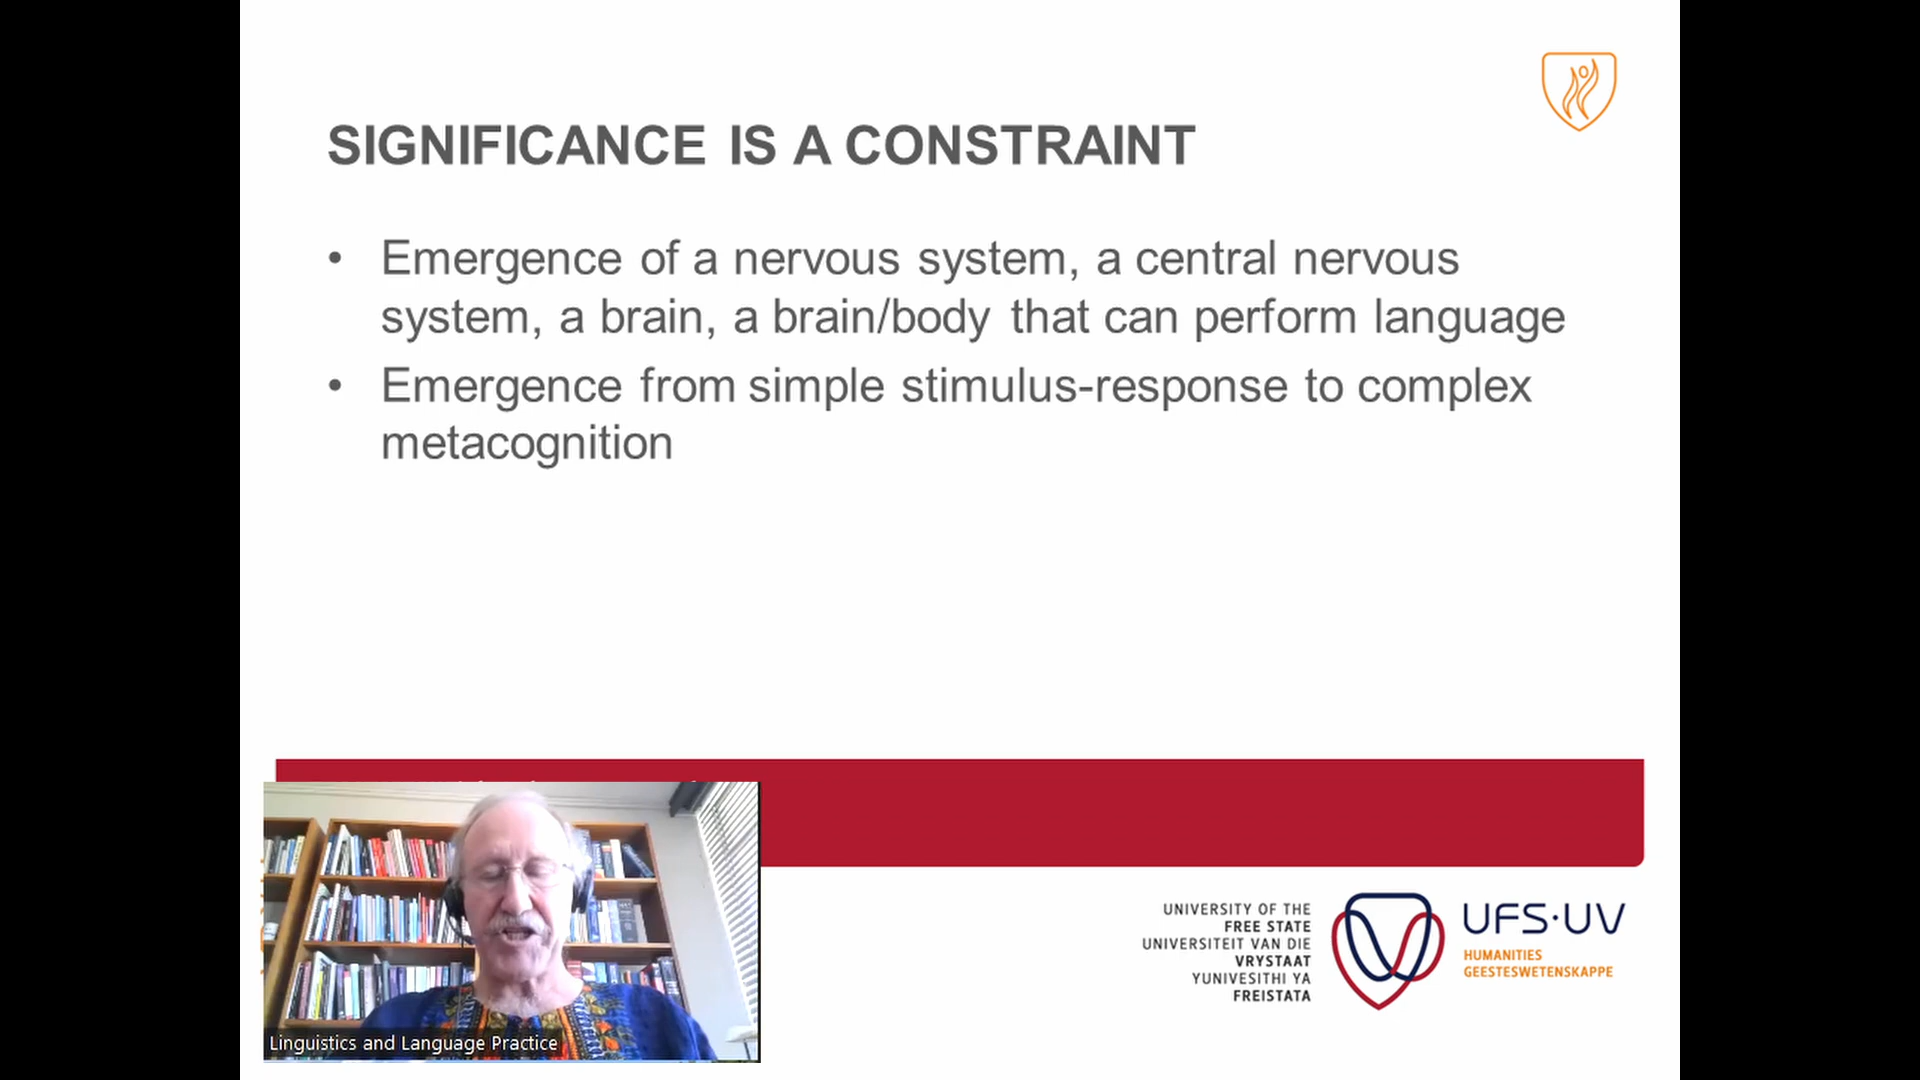 SIGNIFICANCE IS A CONSTRAINT
• Emergence of a nervous system, a central nervous
system, a brain, a brain/body that can perform language
• Emergence from simple stimulus-response to complex
metacognition
Linguistics and Language Practice
UNIVERSITY OF THE
FREE STATE
UNIVERSITEIT VAN DIE
VRYSTAAT
YUNIVESITHI YA
FREISTATA
UFS·UV
HUMANITIES
GEESTESWETENSKAPPE